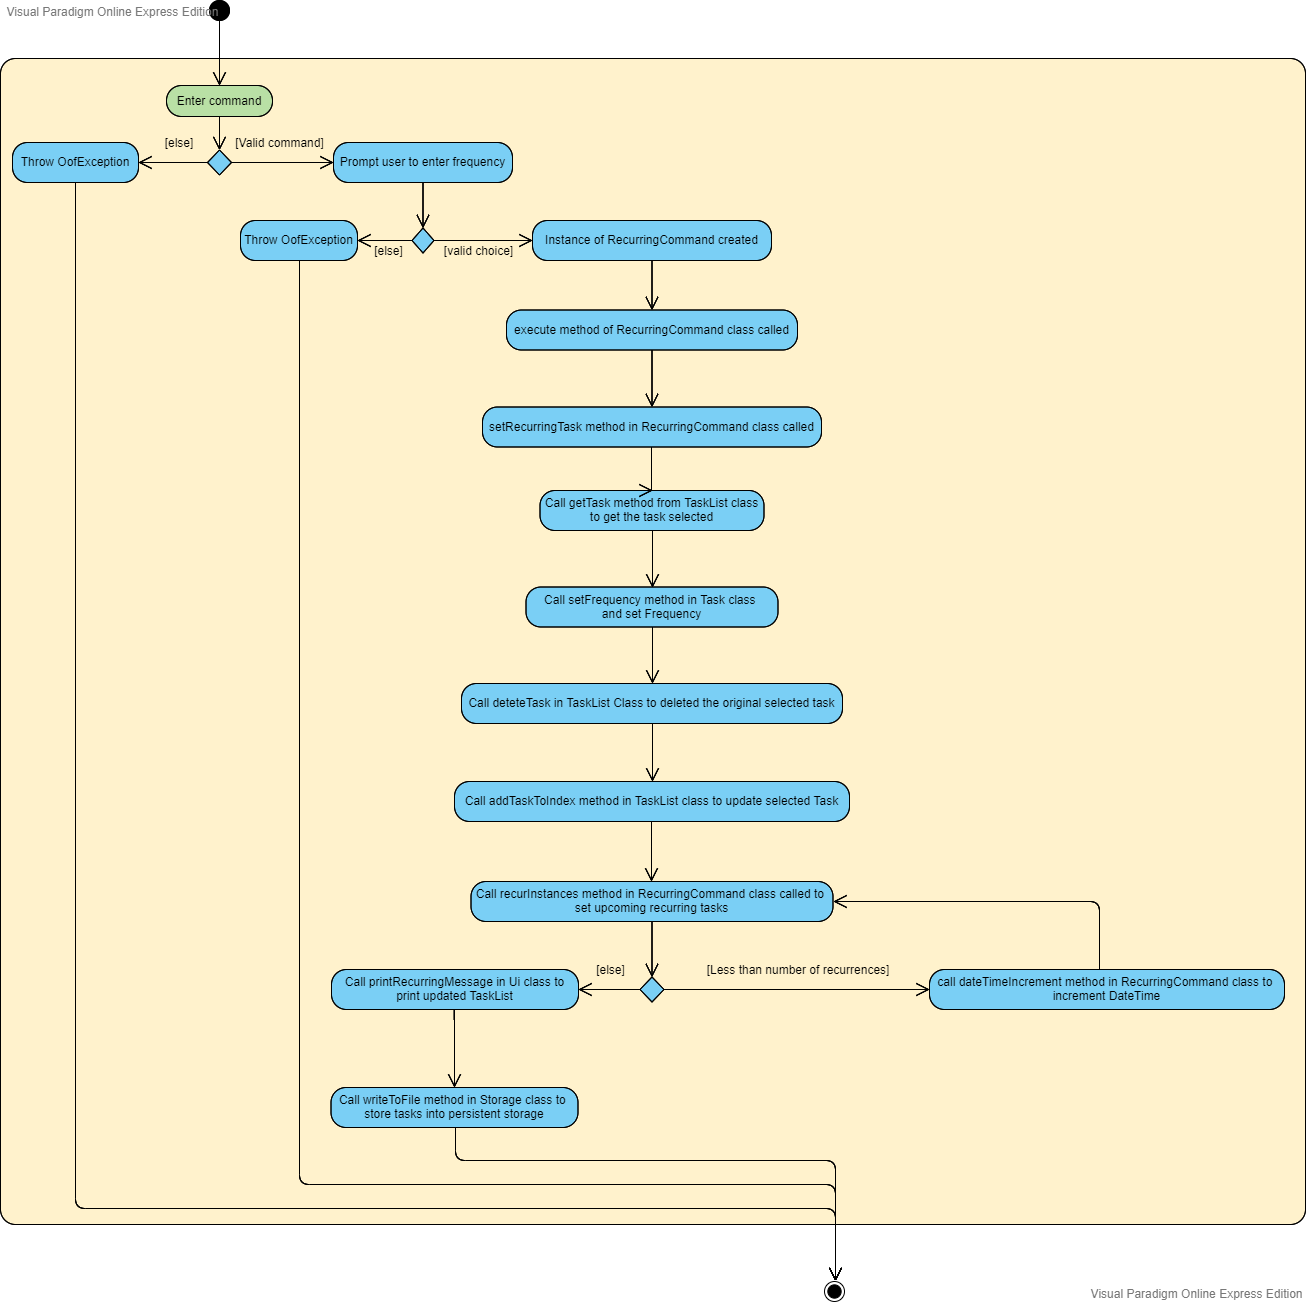 Visual Paradigm Online Express Edition
Enter command
[else]
[Valid command]
Throw OofException
Prompt user to enter frequency
Throw OofException
[else]
[valid choice]
Instance of RecurringCommand created
execute method of RecurringCommand class called
setRecurringTask method in RecurringCommand class called
Call getTask method from TaskList class
to get the task selected
Call setFrequency method in Task class
and set Frequency
Call deteteTask in TaskList Class to deleted the original selected task
Call addTaskToIndex method in TaskList class to update selected Task
Call recurInstances method in RecurringCommand class called to
set upcoming recurring tasks
[else]
[Less than number of recurrences]
Call printRecurringMessage in Ui class to
print updated TaskList
call dateTimeIncrement method in RecurringCommand class to
increment DateTime
Call writeToFile method in Storage class to
store tasks into persistent storage
Visual Paradigm Online Express Edition